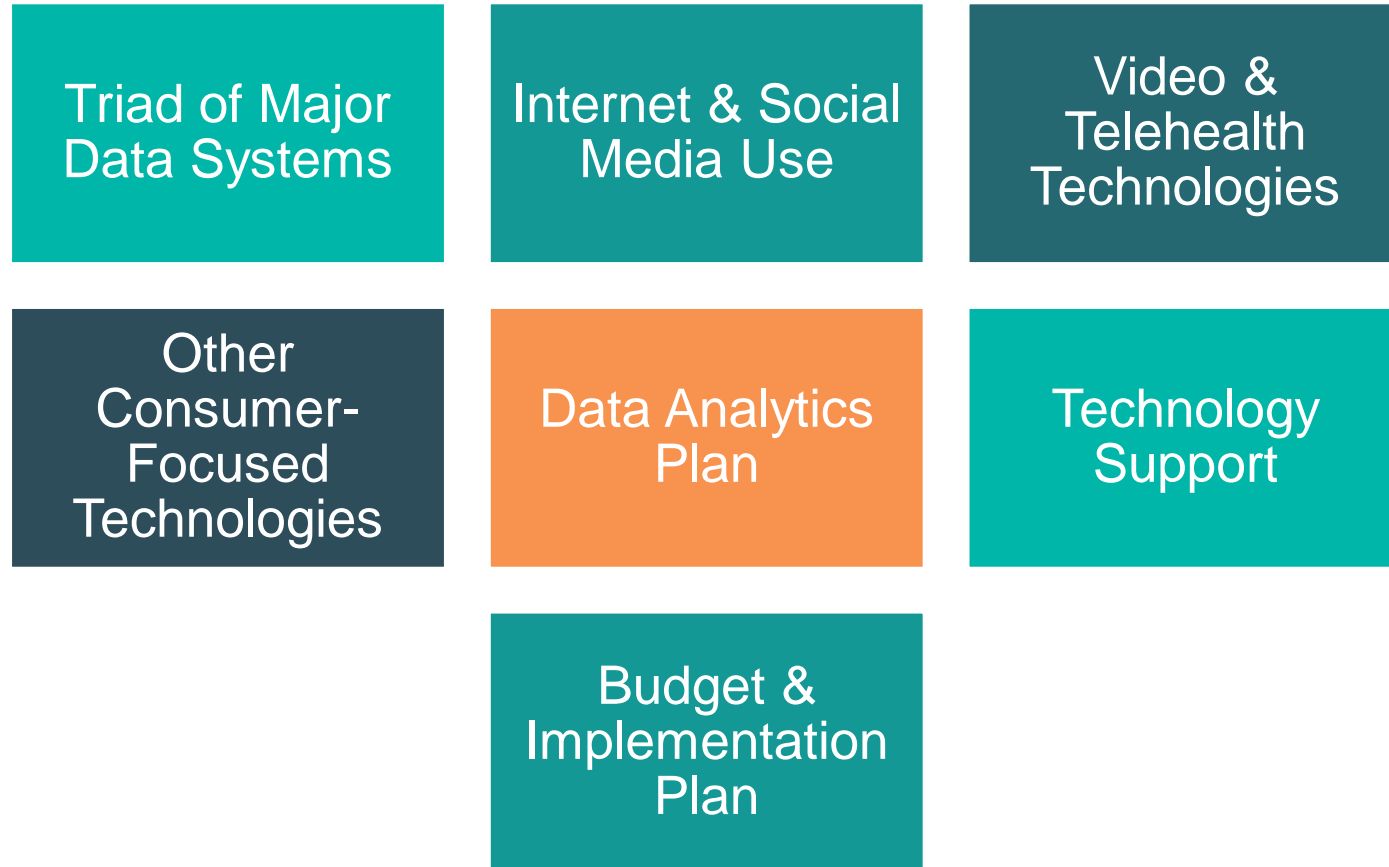 Triad of Major
Data Systems
Internet & Social
Media Use
Video &
Telehealth
Technologies
Other
Consumer-
Focused
Technologies
Data Analytics
Plan
Technology
Support
Budget &
Implementation
Plan